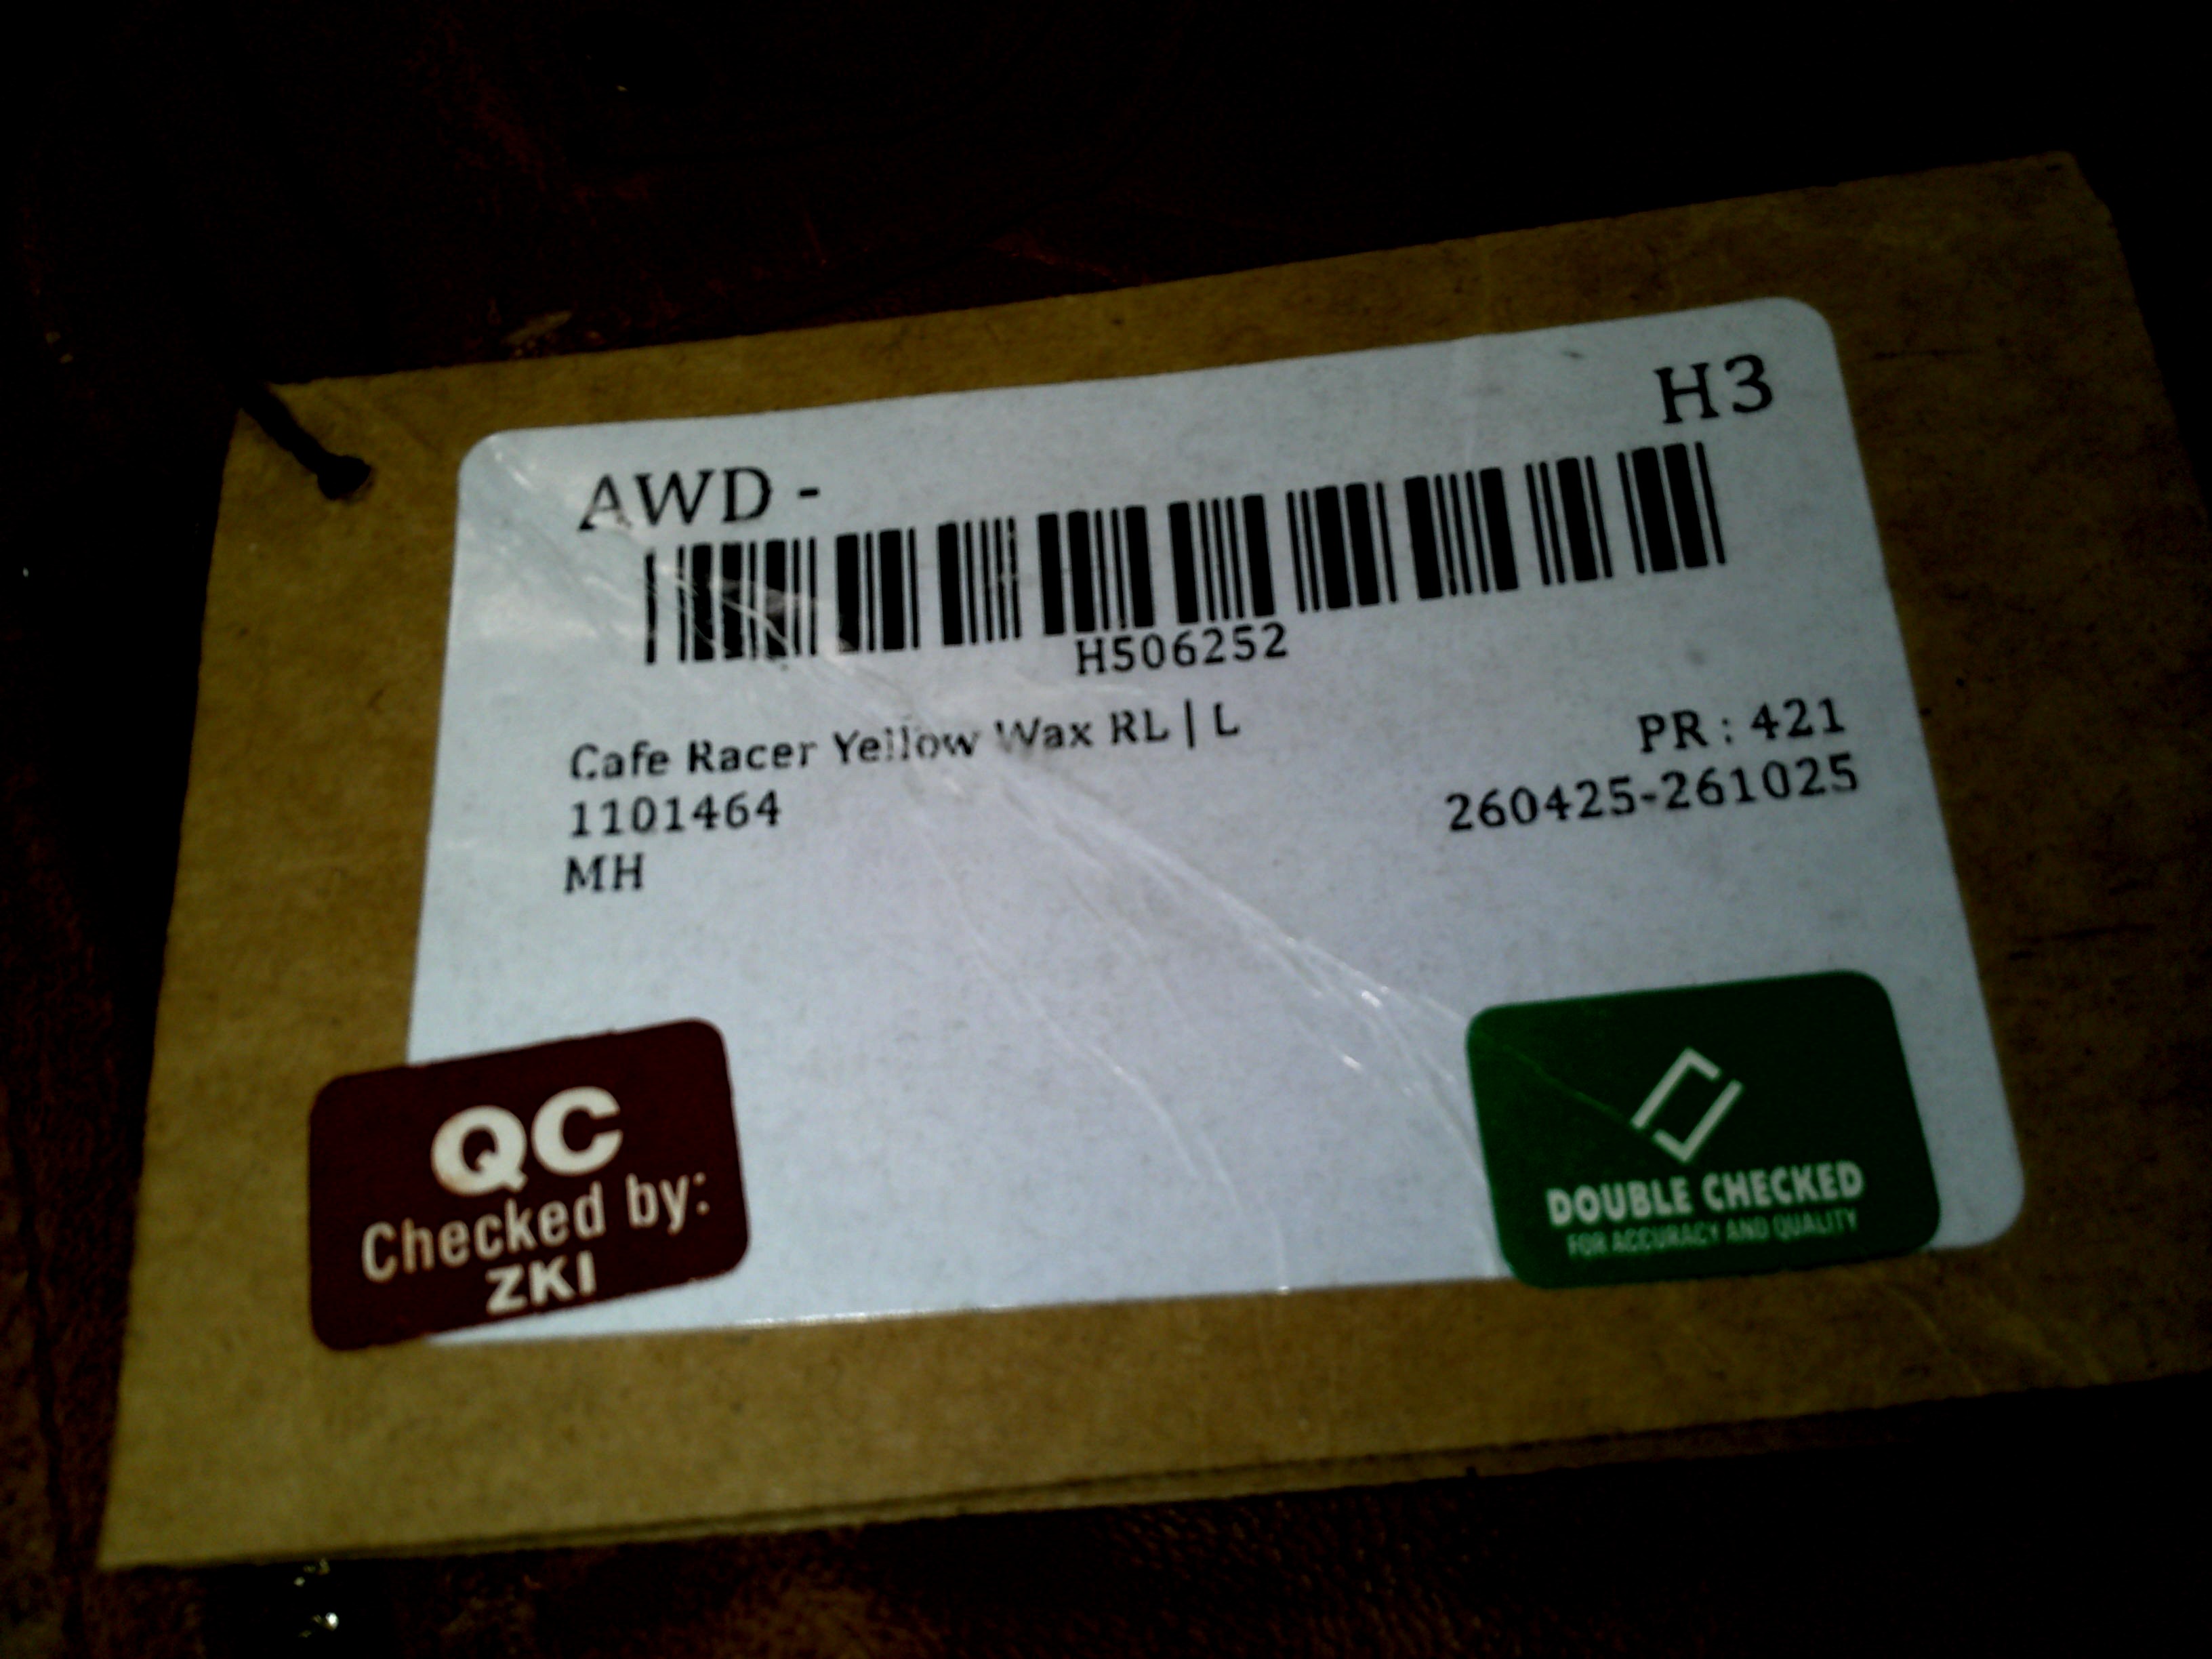 H3
AWD -
H506252
Cafe Racer Yellow Wax RL | L
PR : 421
1101464
260425-261025
MH
QC
Checked by:
ZKI
DOUBLE CHECKED
FOR ACCURACY AND QUALITY